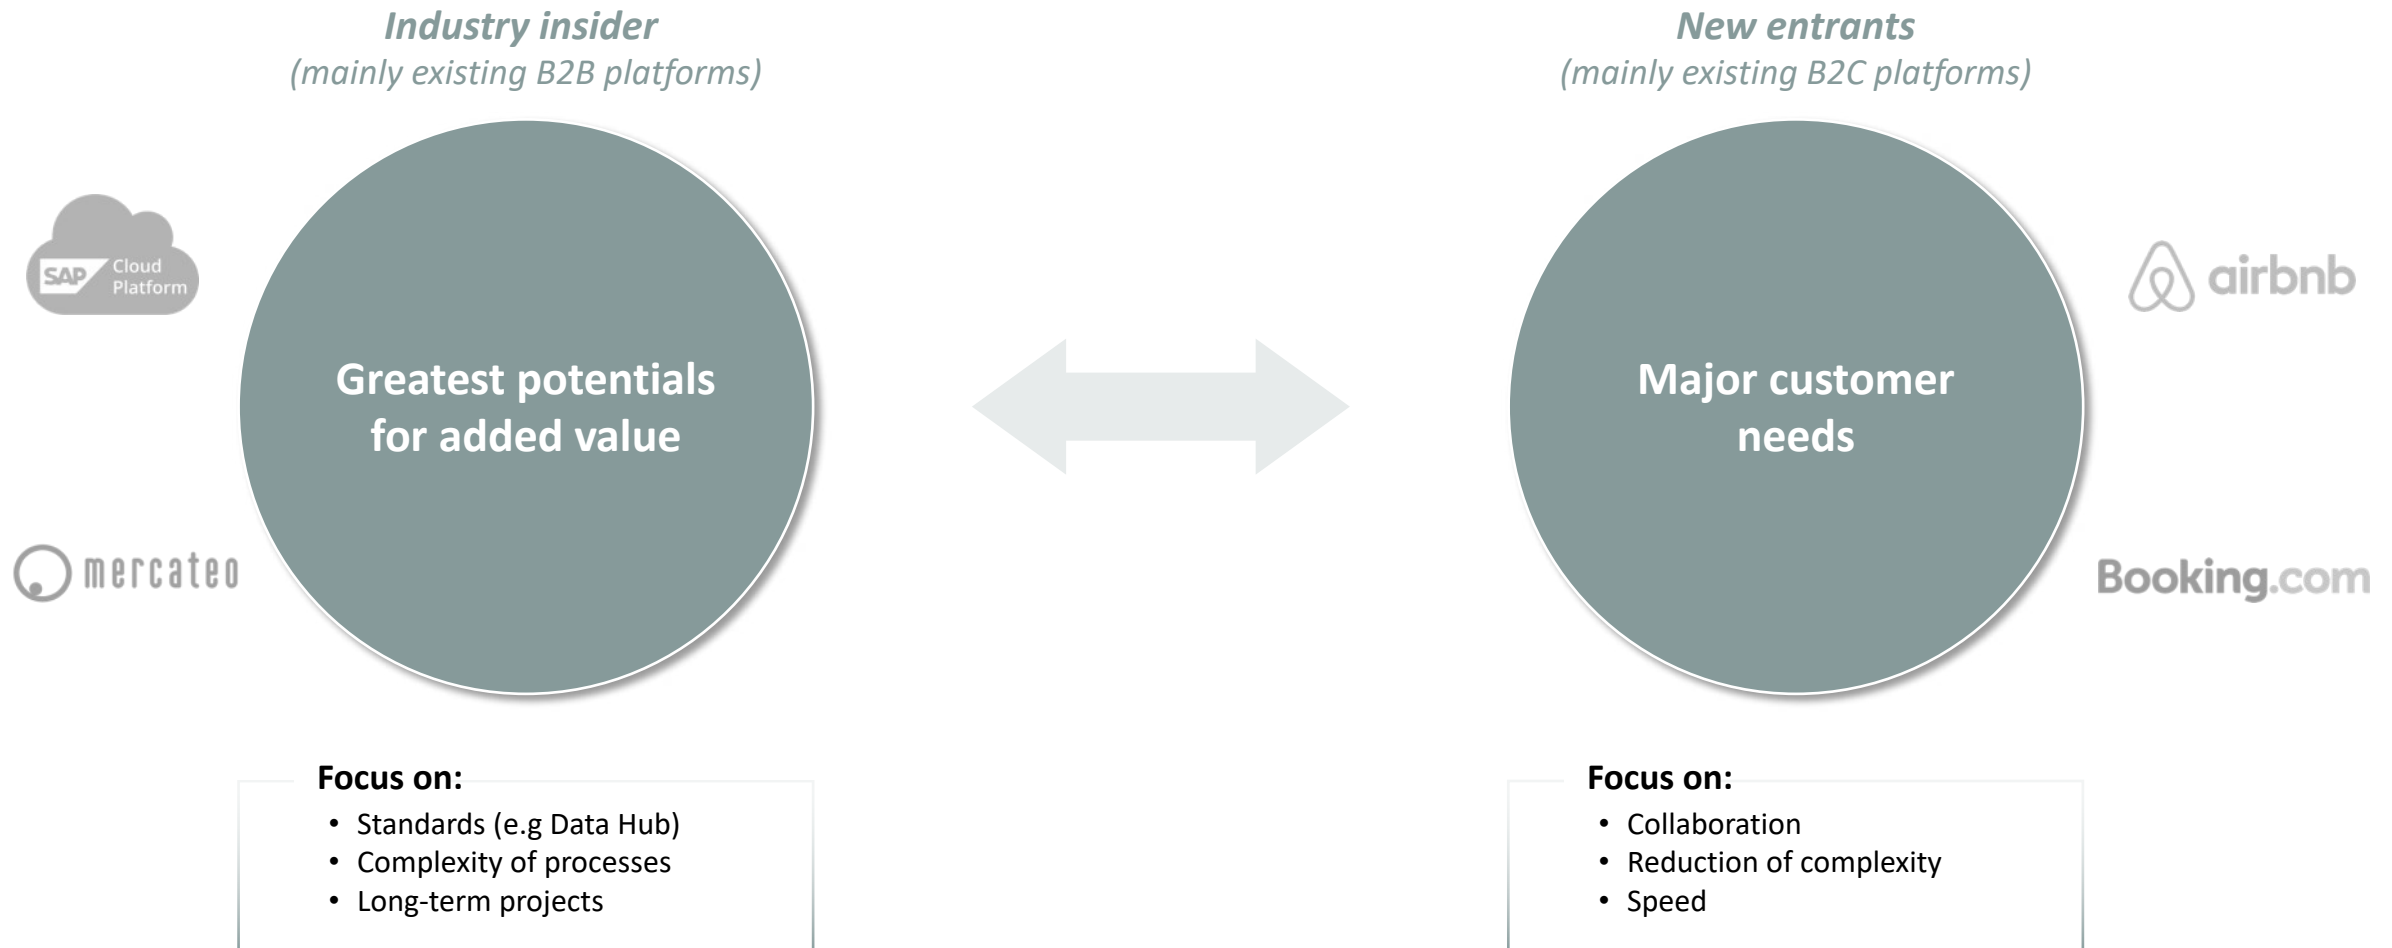 Industry insider
(mainly existing B2B platforms)
SAP Cloud
Platform
mercateo
Greatest potentials
for added value
Focus on:
• Standards (e.g Data Hub)
• Complexity of processes
• Long-term projects
New entrants
(mainly existing B2C platforms)
Major customer
needs
airbnb
Booking.com
Focus on:
• Collaboration
• Reduction of complexity
• Speed